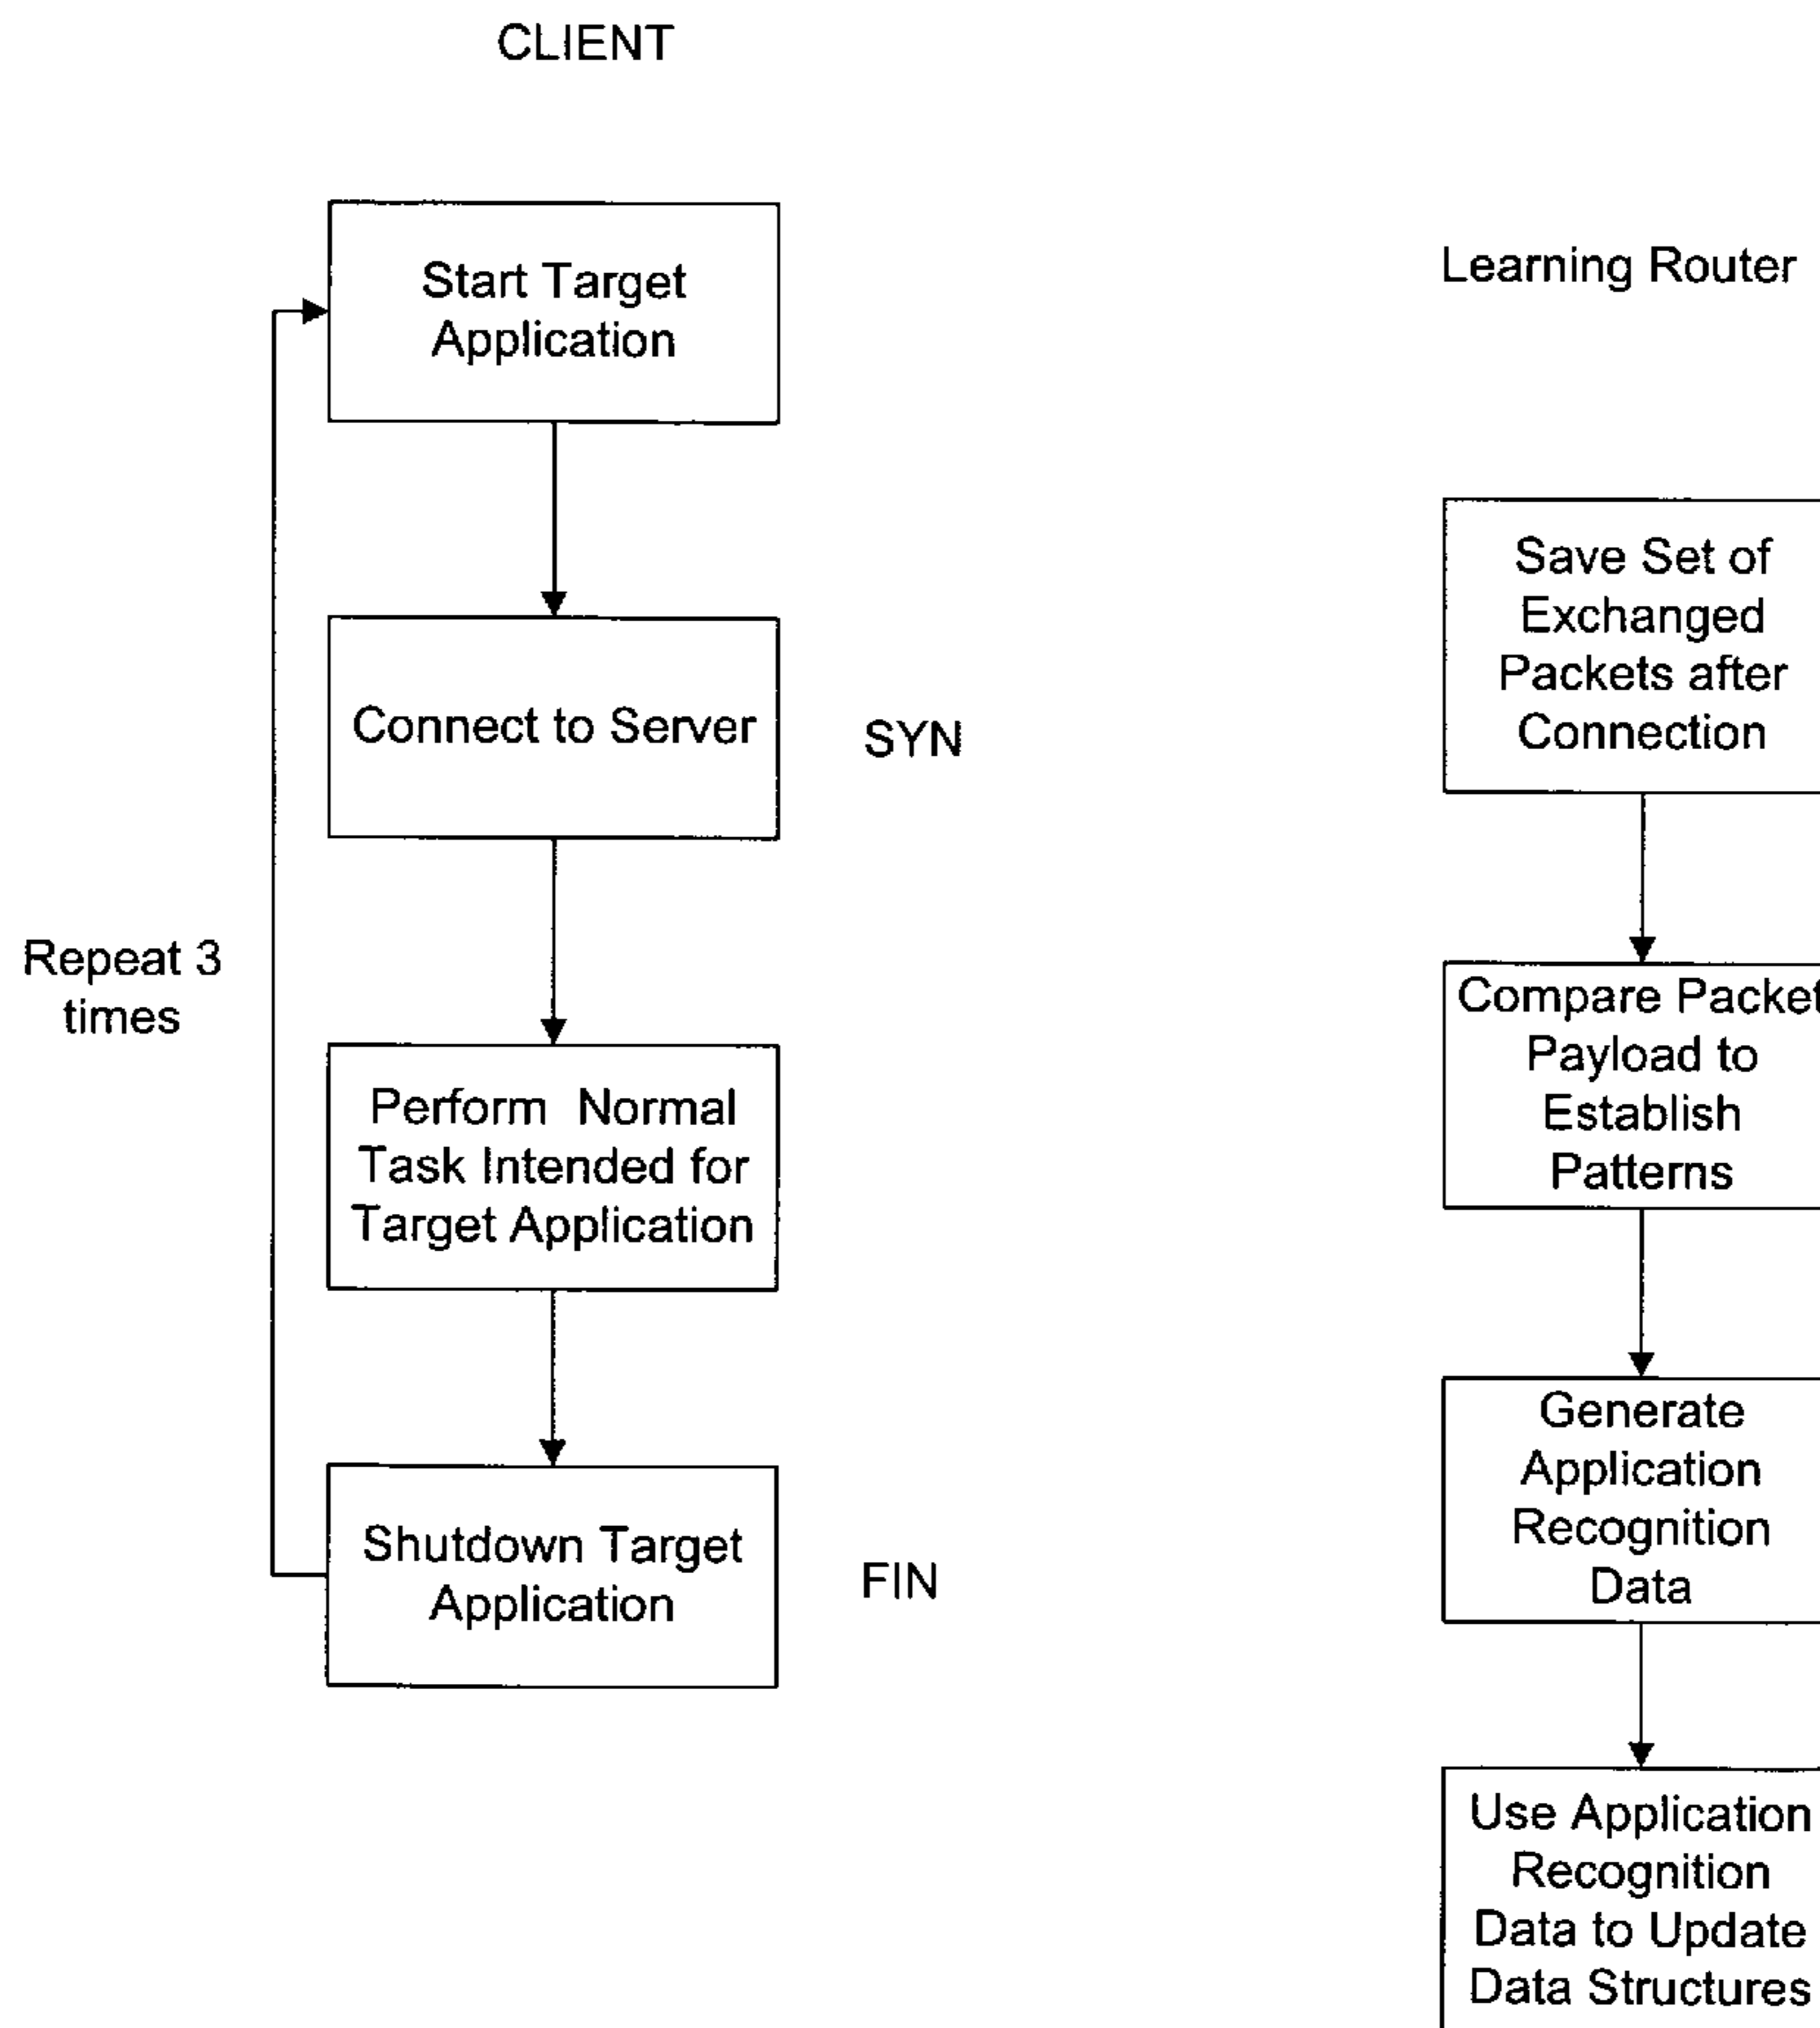 CLIENT
Start Target
Application
Connect to Server
SYN
Repeat 3
times
Perform Normal
Task Intended for
Target Application
Shutdown Target
Application
FIN
Learning Router
Save Set of
Exchanged
Packets after
Connection
Compare Packet
Payload to
Establish
Patterns
Generate
Application
Recognition
Data
Use Application
Recognition
Data to Update
Data Structures